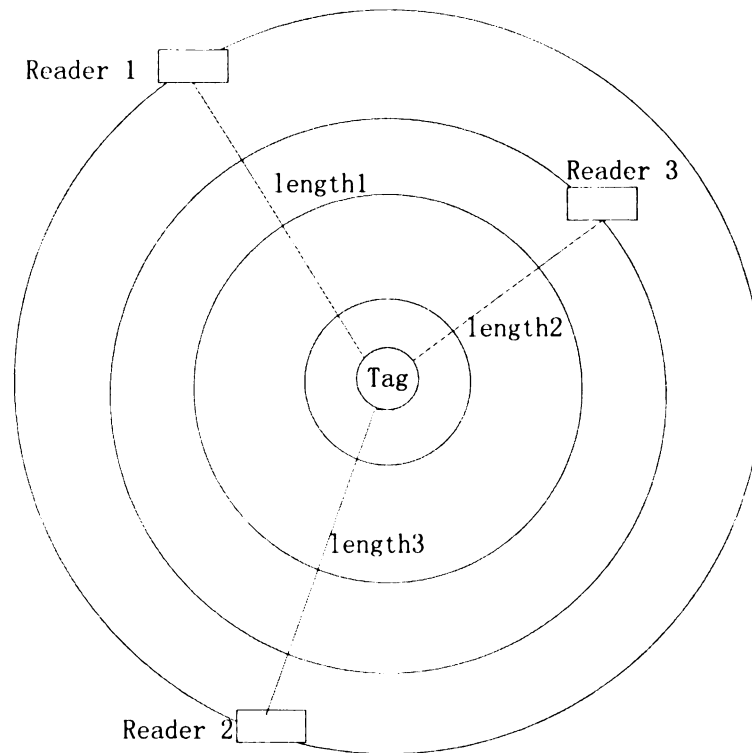 Reader 1
Reader 3
length1
length2
Tag
length3
Reader 2